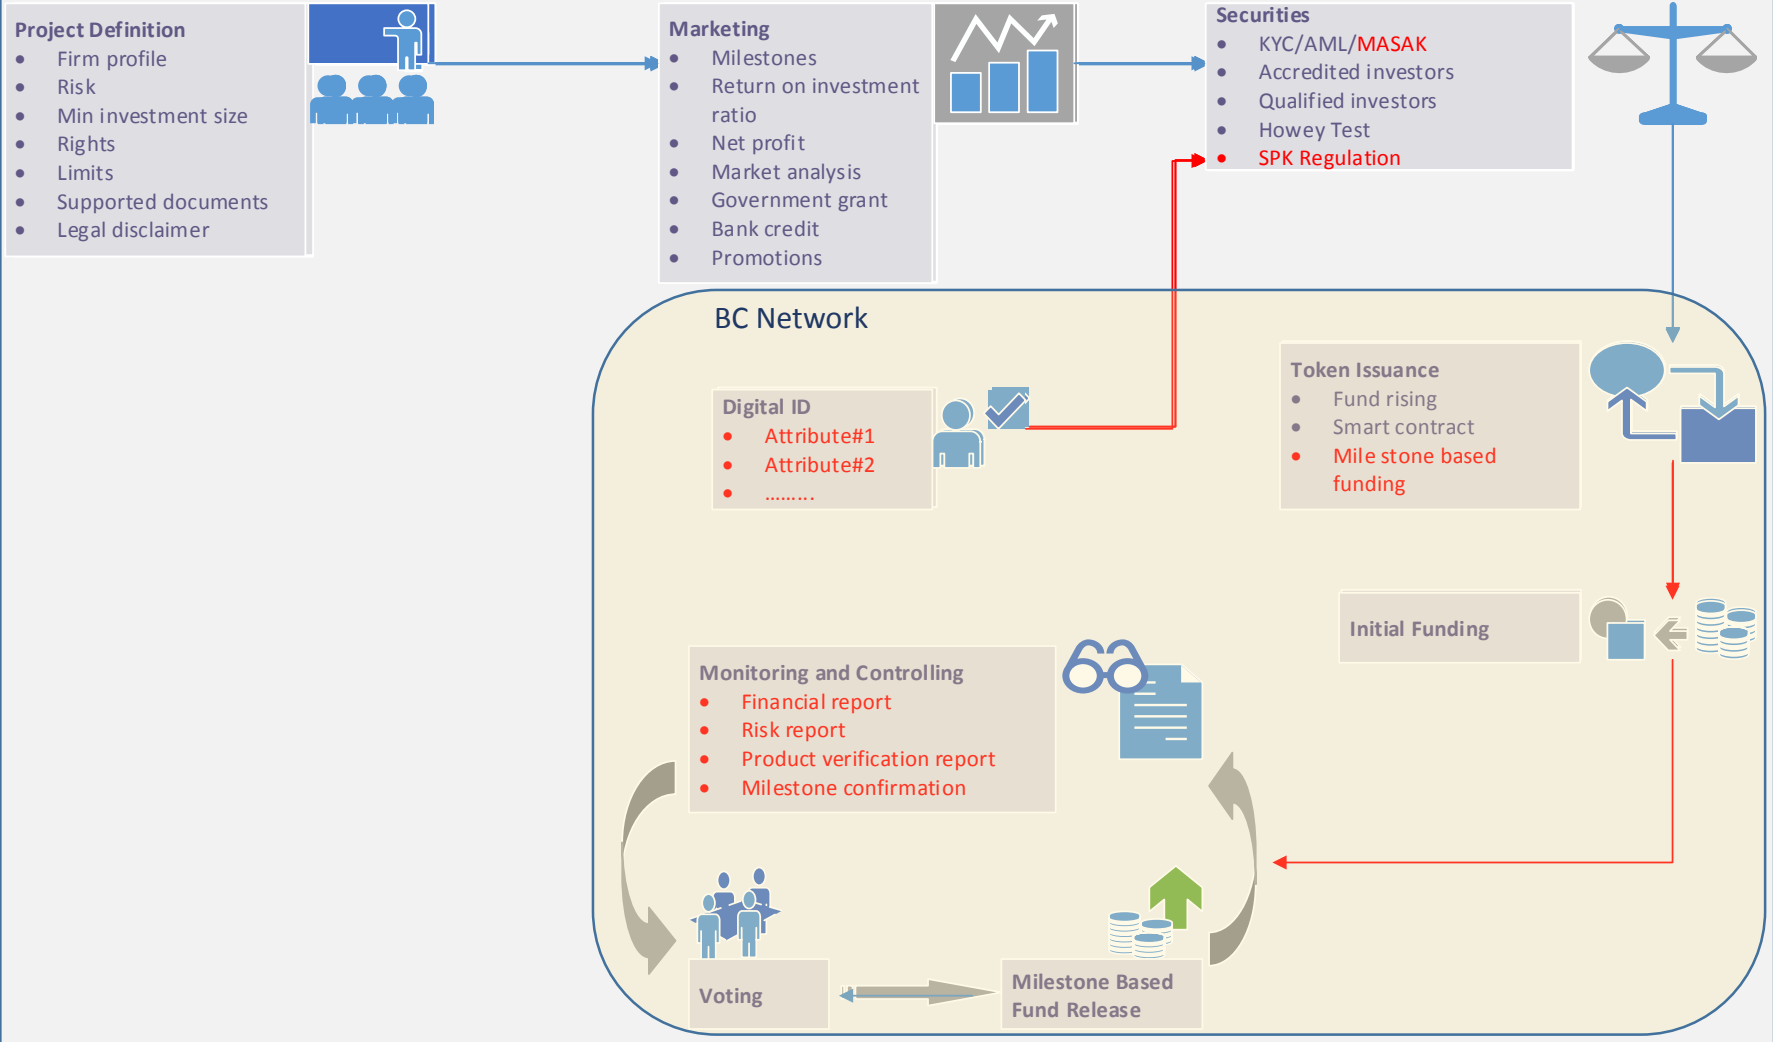 Project Definition
Firm profile
Risk
Min investment size
Rights
Limits
Supported documents
Legal disclaimer
Marketing
Milestones
Return on investment
ratio
Net profit
Market analysis
Government grant
Bank credit
Promotions
Securities
KYC/AML/MASAK
Accredited investors
Qualified investors
Howey Test
SPK Regulation
BC Network
Digital ID
Attribute#1
Attribute#2
.........
Token Issuance
Fund rising
Smart contract
Mile stone based
funding
Initial Funding
Monitoring and Controlling
Financial report
Risk report
Product verification report
Milestone confirmation
Voting
Milestone Based
Fund Release